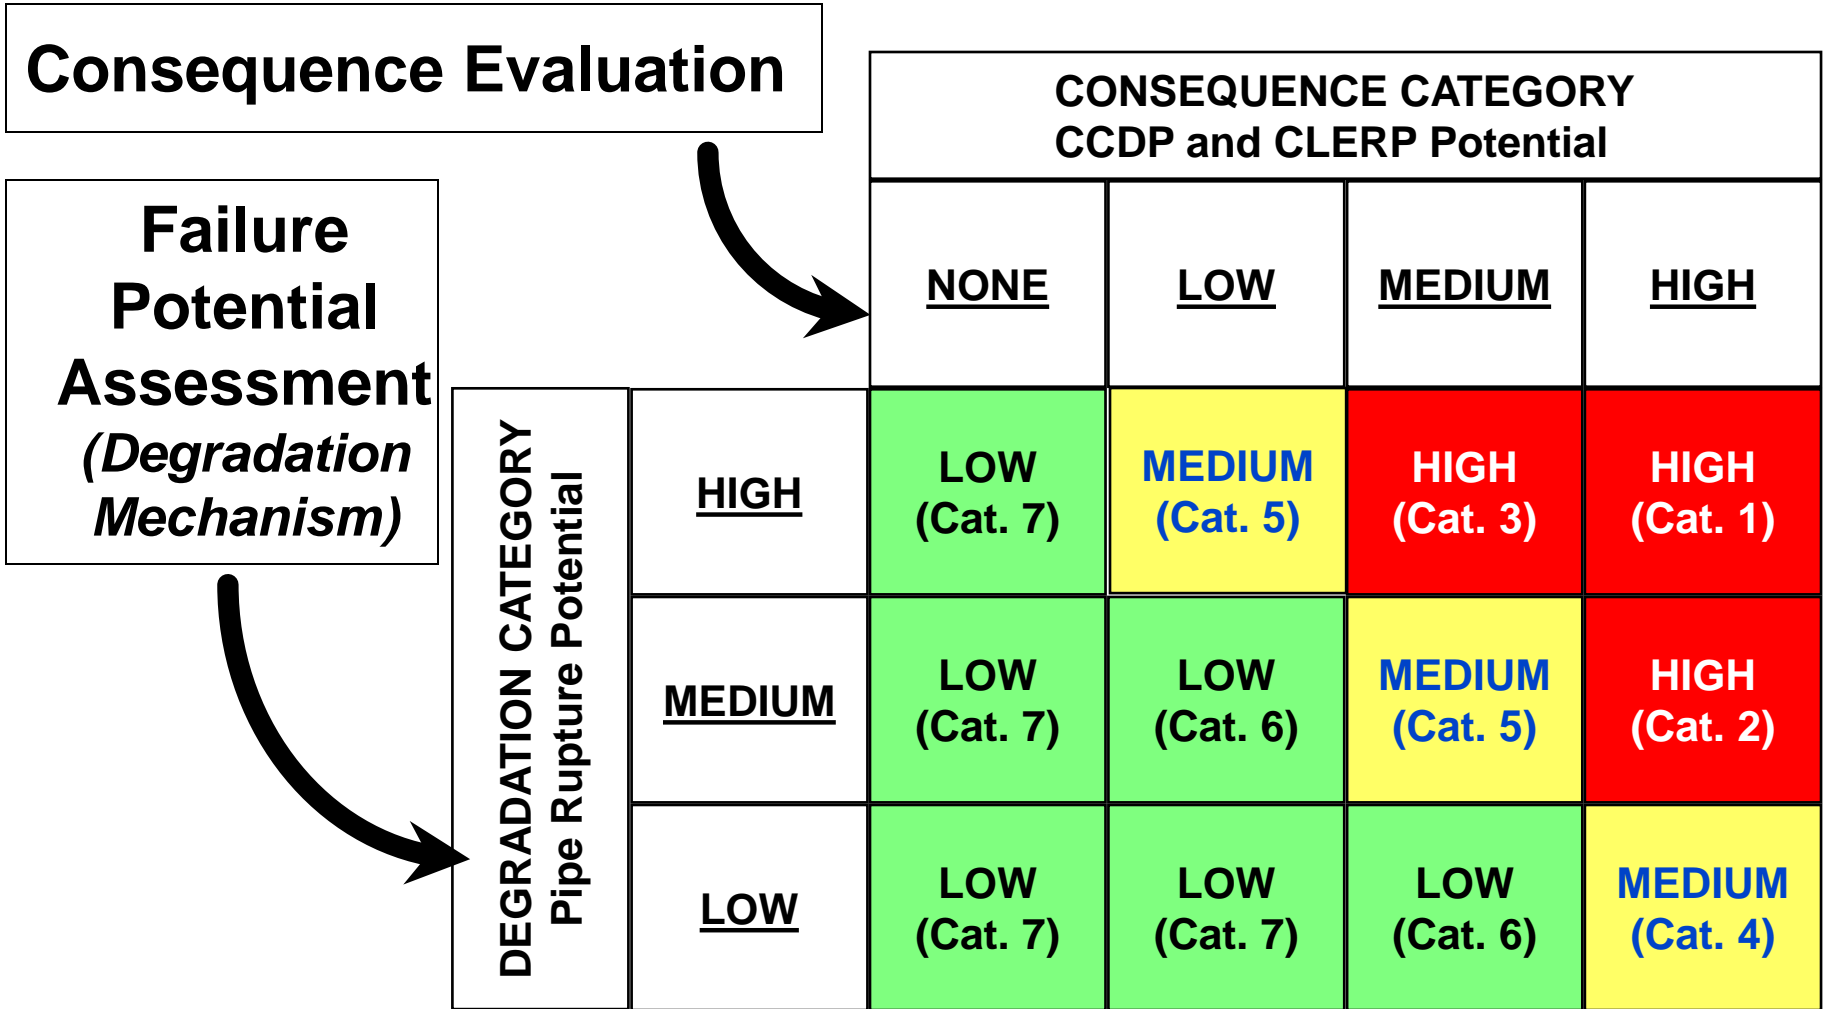 Consequence Evaluation
Failure
Potential
Assessment
(Degradation
Mechanism)
CONSEQUENCE CATEGORY
CCDP and CLERP Potential
NONE
LOW
MEDIUM
HIGH
DEGRADATION CATEGORY
Pipe Rupture Potential
HIGH
LOW
(Cat. 7)
MEDIUM
(Cat. 5)
HIGH
(Cat. 3)
HIGH
(Cat. 1)
MEDIUM
LOW
(Cat. 7)
LOW
(Cat. 6)
MEDIUM
(Cat. 5)
HIGH
(Cat. 2)
LOW
LOW
(Cat. 7)
LOW
(Cat. 7)
LOW
(Cat. 6)
MEDIUM
(Cat. 4)